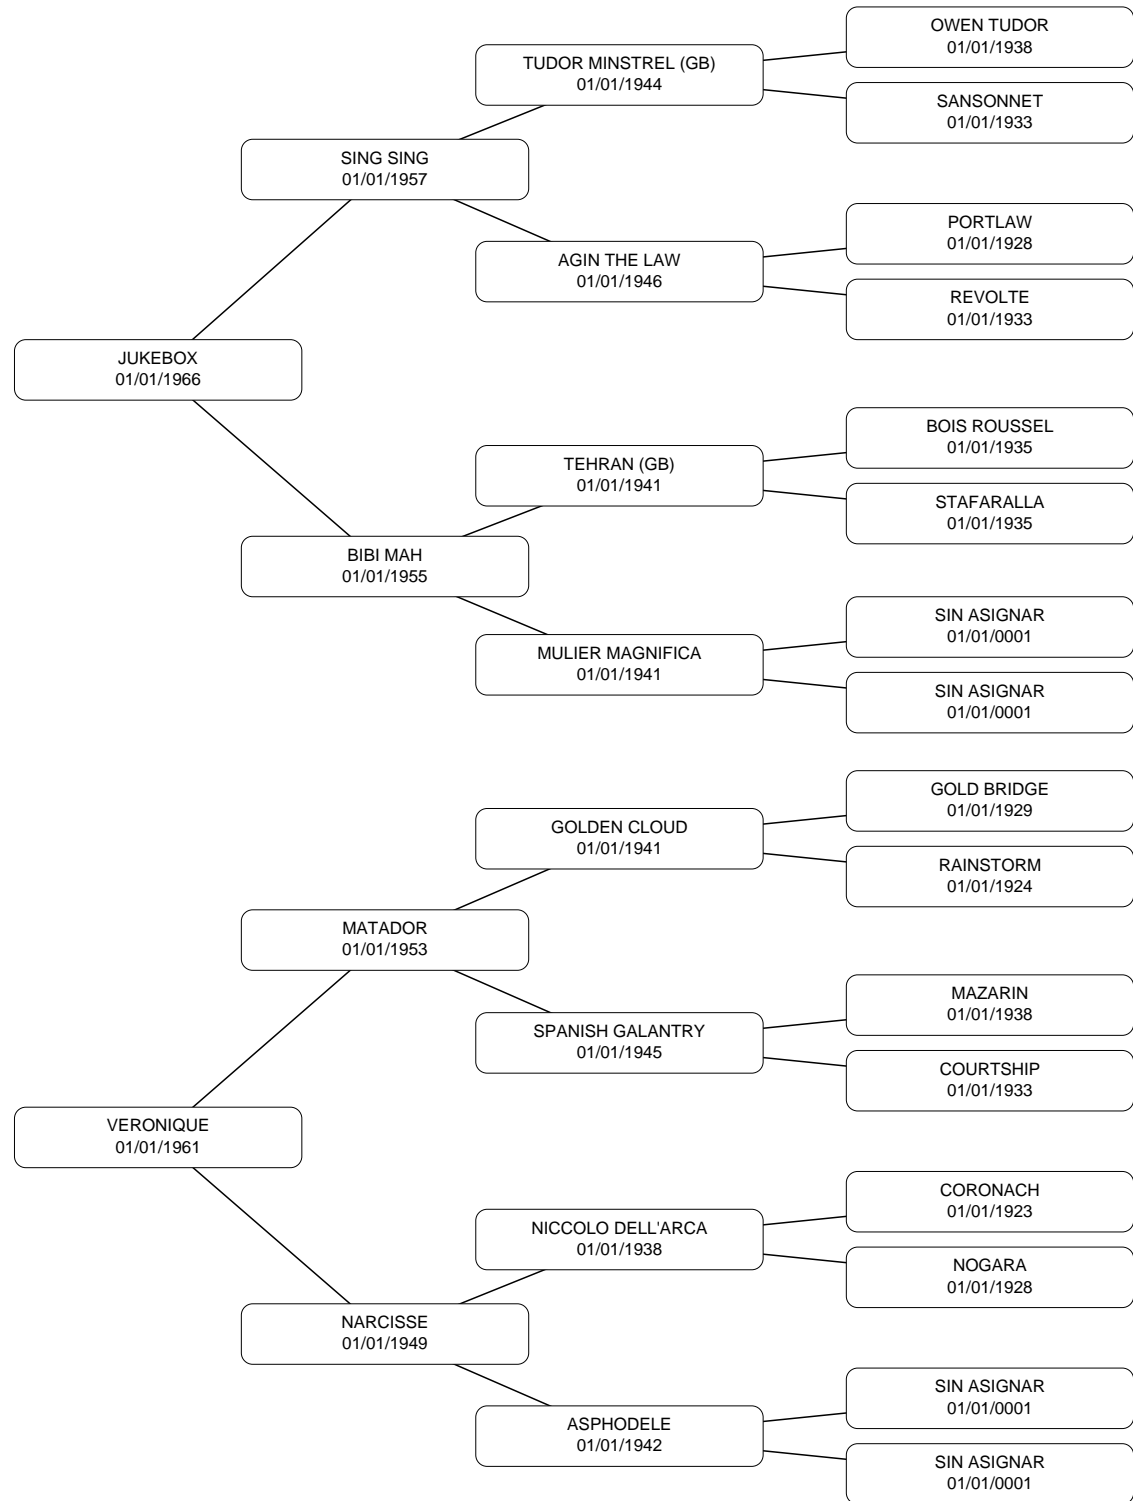 OWEN TUDOR
01/01/1938
TUDOR MINSTREL (GB)
01/01/1944
SANSONNET
01/01/1933
SING SING
01/01/1957
PORTLAW
01/01/1928
AGIN THE LAW
01/01/1946
REVOLTE
01/01/1933
JUKEBOX
01/01/1966
BOIS ROUSSEL
01/01/1935
TEHRAN (GB)
01/01/1941
STAFARALLA
01/01/1935
BIBI MAH
01/01/1955
SIN ASIGNAR
01/01/0001
MULIER MAGNIFICA
01/01/1941
SIN ASIGNAR
01/01/0001
GOLD BRIDGE
01/01/1929
GOLDEN CLOUD
01/01/1941
RAINSTORM
01/01/1924
MATADOR
01/01/1953
MAZARIN
01/01/1938
SPANISH GALANTRY
01/01/1945
COURTSHIP
01/01/1933
VERONIQUE
01/01/1961
CORONACH
01/01/1923
NICCOLO DELL'ARCA
01/01/1938
NOGARA
01/01/1928
NARCISSE
01/01/1949
SIN ASIGNAR
01/01/0001
ASPHODELE
01/01/1942
SIN ASIGNAR
01/01/0001